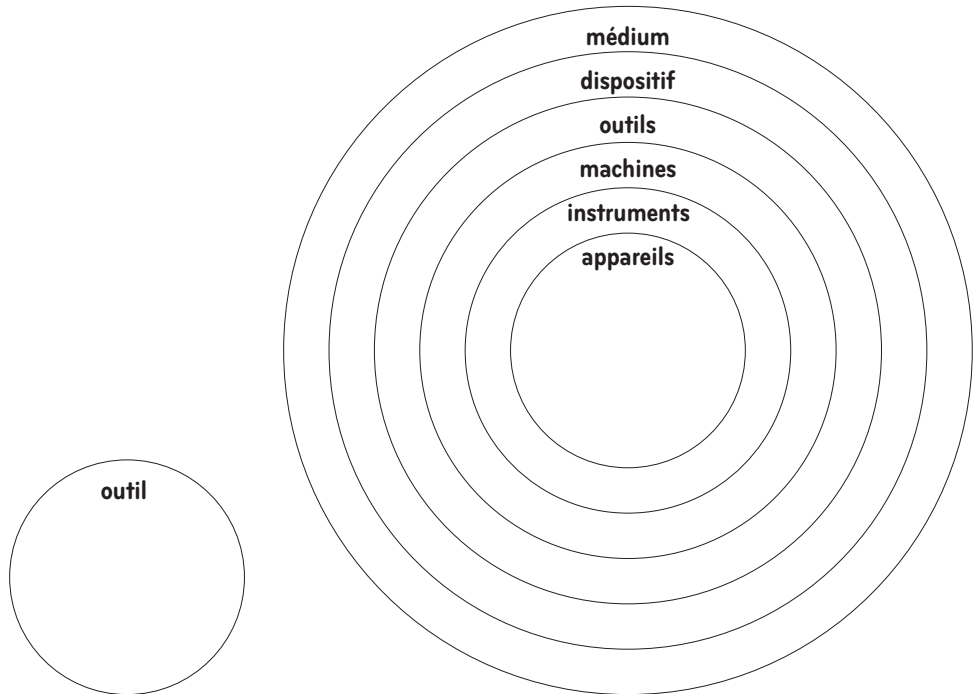 médium
dispositif
outils
machines
instruments
appareils
outil